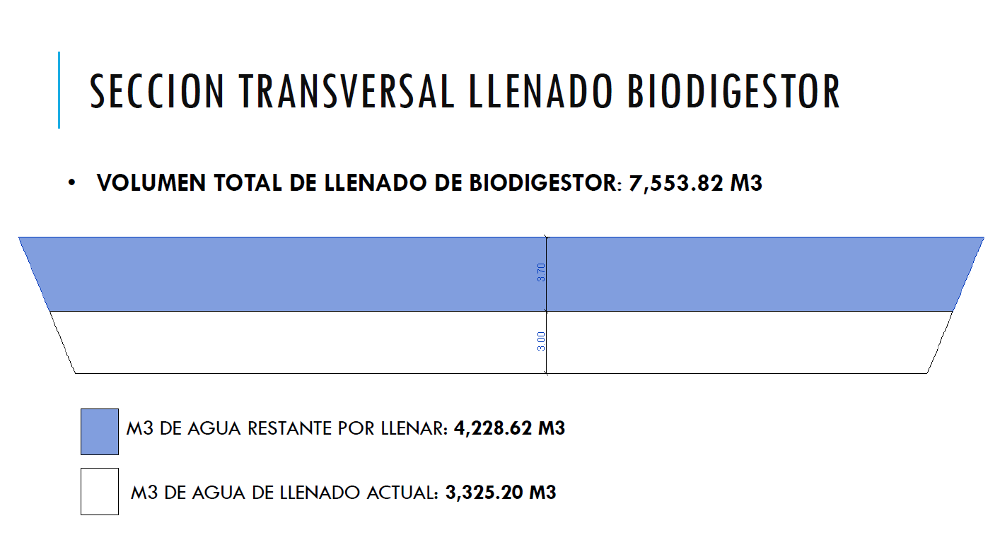 SECCION TRANSVERSAL LLENADO BIODIGESTOR
• VOLUMEN TOTAL DE LLENADO DE BIODIGESTOR: 7,553.82 M3
3.70
3.00
M3 DE AGUA RESTANTE POR LLENAR: 4,228.62 M3
M3 DE AGUA DE LLENADO ACTUAL: 3,325.20 M3